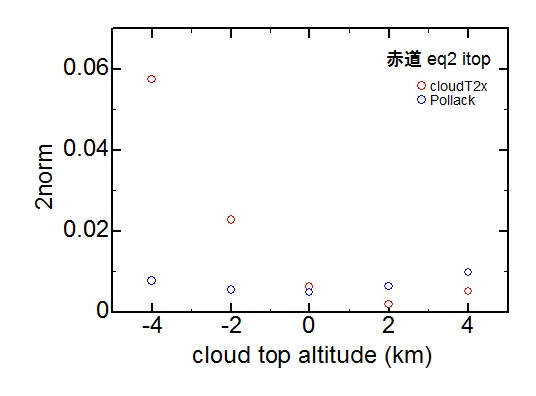 赤道 eq2 itop
cloudT2x
Pollack
0.06
0.04
0.02
0
2norm
-4 -2 0 2 4
cloud top altitude (km)